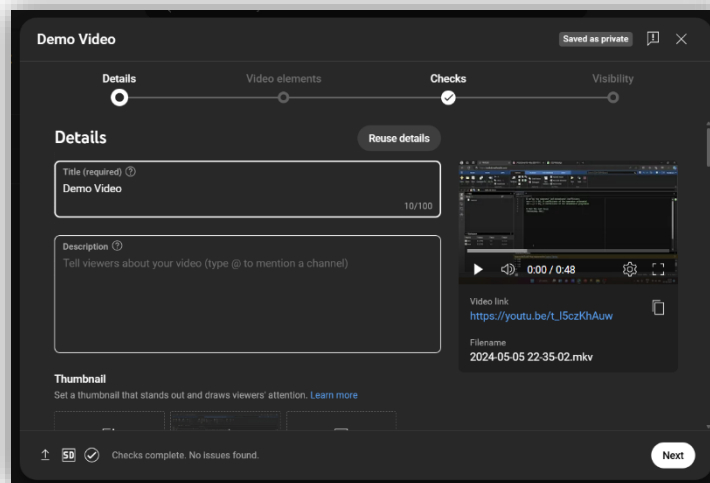 Demo Video
Saved as private
Details
Video elements
Checks
Visibility
Details
Reuse details
Title (required)
Demo Video
10/100
Description
Tell viewers about your video (type @ to mention a channel)
0:00 / 0:48
Video link
https://youtu.be/t_I5czKhAuw
Filename
2024-05-05 22-35-02.mkv
Thumbnail
Set a thumbnail that stands out and draws viewers' attention. Learn more
SD
Checks complete. No issues found.
Next